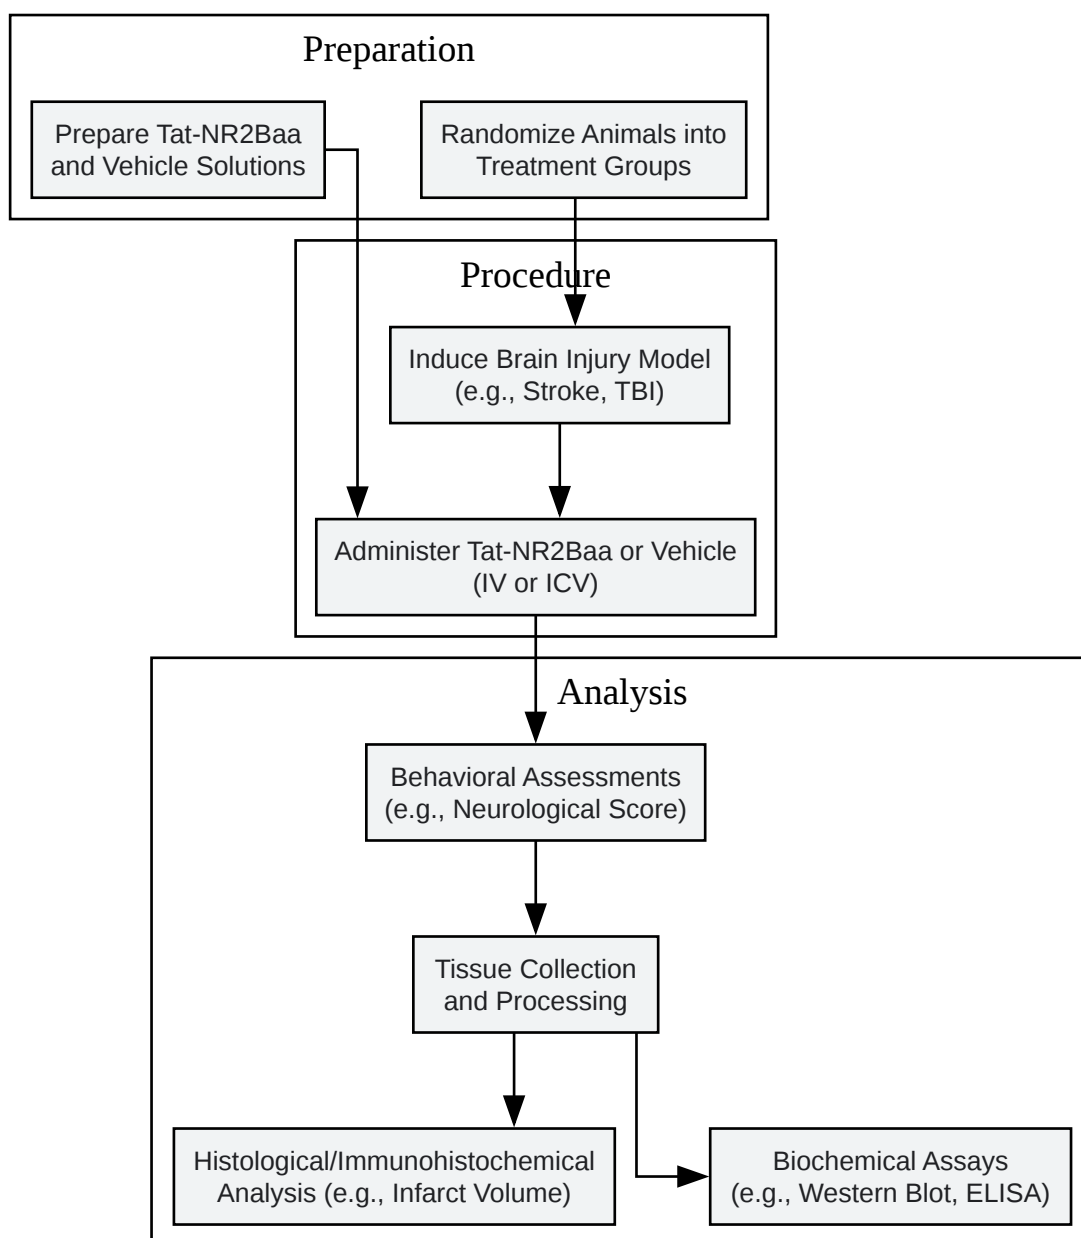 Preparation
Prepare Tat-NR2Baa
and Vehicle Solutions
Randomize Animals into
Treatment Groups
Procedure
Induce Brain Injury Model
(e.g., Stroke, TBI)
Administer Tat-NR2Baa or Vehicle
(IV or ICV)
Analysis
Behavioral Assessments
(e.g., Neurological Score)
Tissue Collection
and Processing
Histological/Immunohistochemical
Analysis (e.g., Infarct Volume)
Biochemical Assays
(e.g., Western Blot, ELISA)